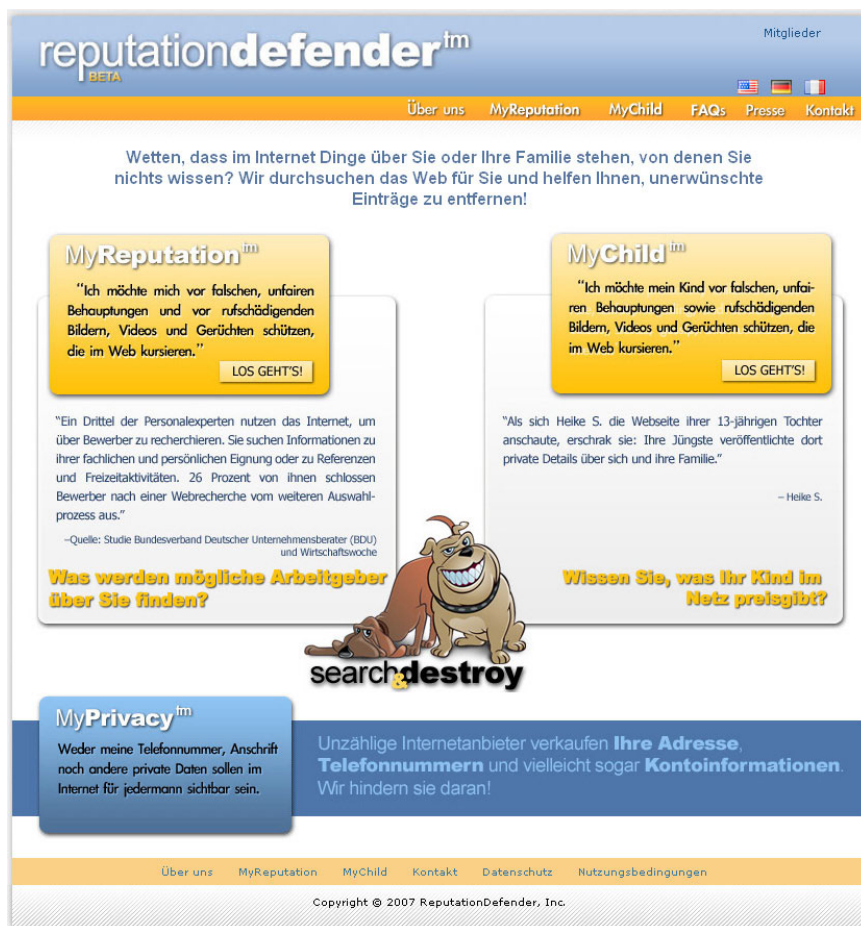 Mitglieder
reputationdefender™
BETA
Über uns MyReputation MyChild FAQs Presse Kontakt
Wetten, dass im Internet Dinge über Sie oder Ihre Familie stehen, von denen Sie
nichts wissen? Wir durchsuchen das Web für Sie und helfen Ihnen, unerwünschte
Einträge zu entfernen!
MyReputation™
"Ich möchte mich vor falschen, unfairen
Behauptungen und vor rufschädigenden
Bildern, Videos und Gerüchten schützen,
die im Web kursieren."
LOS GEHT'S!
"Ein Drittel der Personalexperten nutzen das Internet, um
über Bewerber zu recherchieren. Sie suchen Informationen zu
ihrer fachlichen und persönlichen Eignung oder zu Referenzen
und Freizeitaktivitäten. 26 Prozent von ihnen schlossen
Bewerber nach einer Webrecherche vom weiteren Auswahl-
prozess aus."
–Quelle: Studie Bundesverband Deutscher Unternehmensberater (BDU)
und Wirtschaftswoche
Was werden mögliche Arbeitgeber
über Sie finden?
MyChild™
"Ich möchte mein Kind vor falschen, unfai-
ren Behauptungen sowie rufschädigenden
Bildern, Videos und Gerüchten schützen, die
im Web kursieren."
LOS GEHT'S!
"Als sich Heike S. die Webseite ihrer 13-jährigen Tochter
anschaute, erschrak sie: Ihre Jüngste veröffentlichte dort
private Details über sich und ihre Familie."
– Heike S.
Wissen Sie, was Ihr Kind im
Netz preisgibt?
search&destroy
MyPrivacy™
Weder meine Telefonnummer, Anschrift
noch andere private Daten sollen im
Internet für jedermann sichtbar sein.
Unzählige Internetanbieter verkaufen Ihre Adresse,
Telefonnummern und vielleicht sogar Kontoinformationen.
Wir hindern sie daran!
Über uns MyReputation MyChild Kontakt Datenschutz Nutzungsbedingungen
Copyright © 2007 ReputationDefender, Inc.